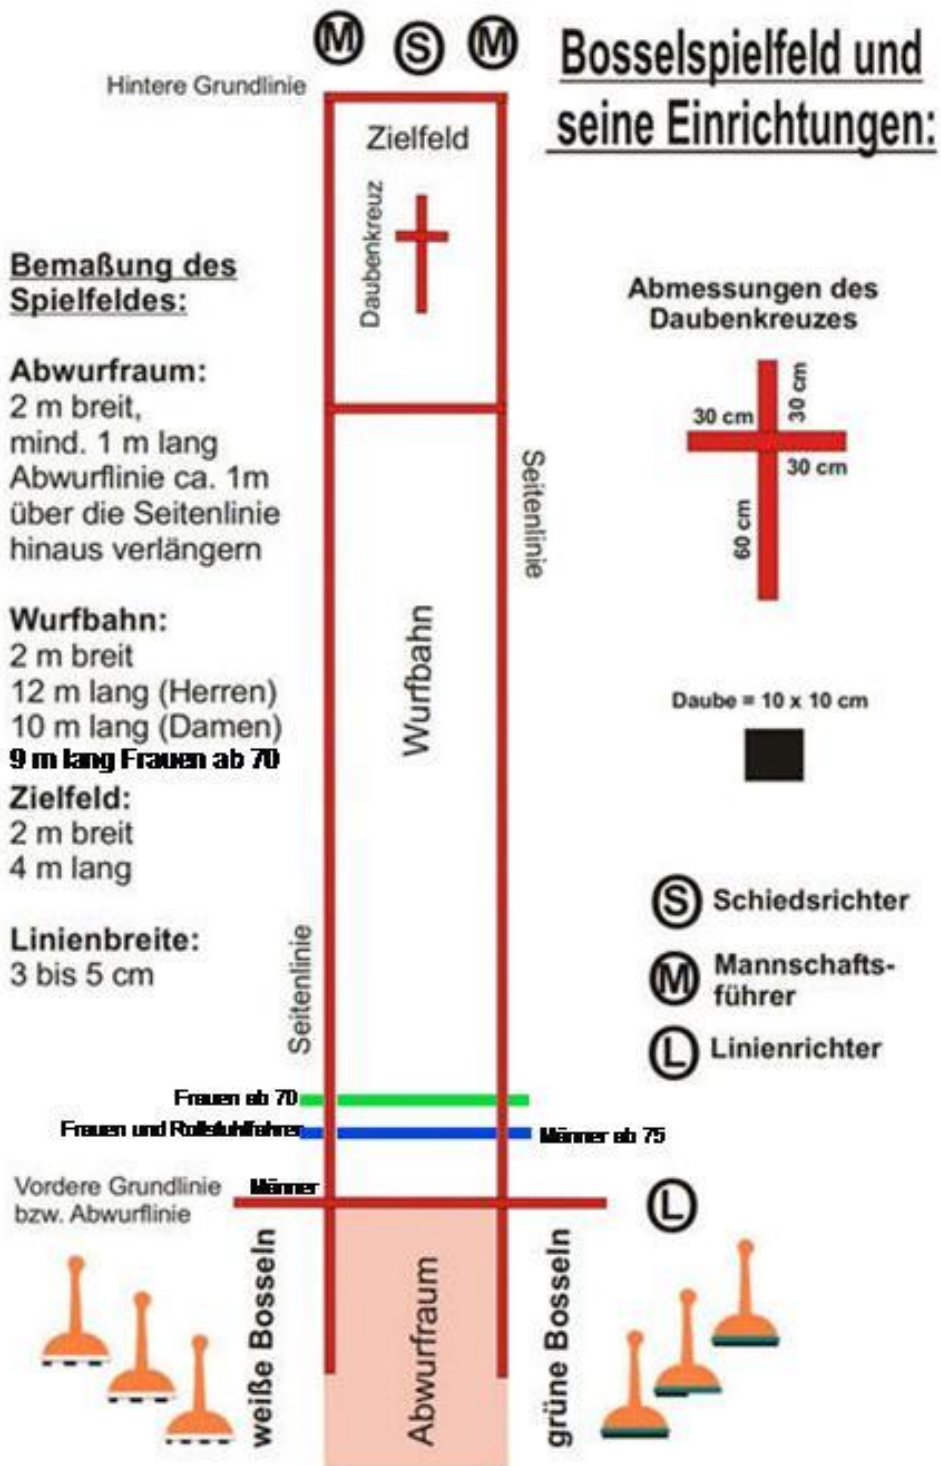 M S M
Bosselspielfeld und
seine Einrichtungen:
Hintere Grundlinie
Zielfeld
Daubenkreuz
Bemaßung des
Spielfeldes:
Abwurfraum:
2 m breit,
mind. 1 m lang
Abwurflinie ca. 1m
über die Seitenlinie
hinaus verlängern
Wurfbahn:
2 m breit
12 m lang (Herren)
10 m lang (Damen)
9 m lang Frauen ab 70
Zielfeld:
2 m breit
4 m lang
Linienbreite:
3 bis 5 cm
Seitenlinie
Wurfbahn
Seitenlinie
Abmessungen des
Daubenkreuzes
30 cm
30 cm
30 cm
60 cm
Daube = 10 x 10 cm
S Schiedsrichter
M Mannschafts-
führer
L Linienrichter
Frauen ab 70
Frauen und Rollstuhlfahrer
Männer ab 75
Vordere Grundlinie
bzw. Abwurflinie
Männer
L
weiße Bosseln
Abwurfraum
grüne Bosseln